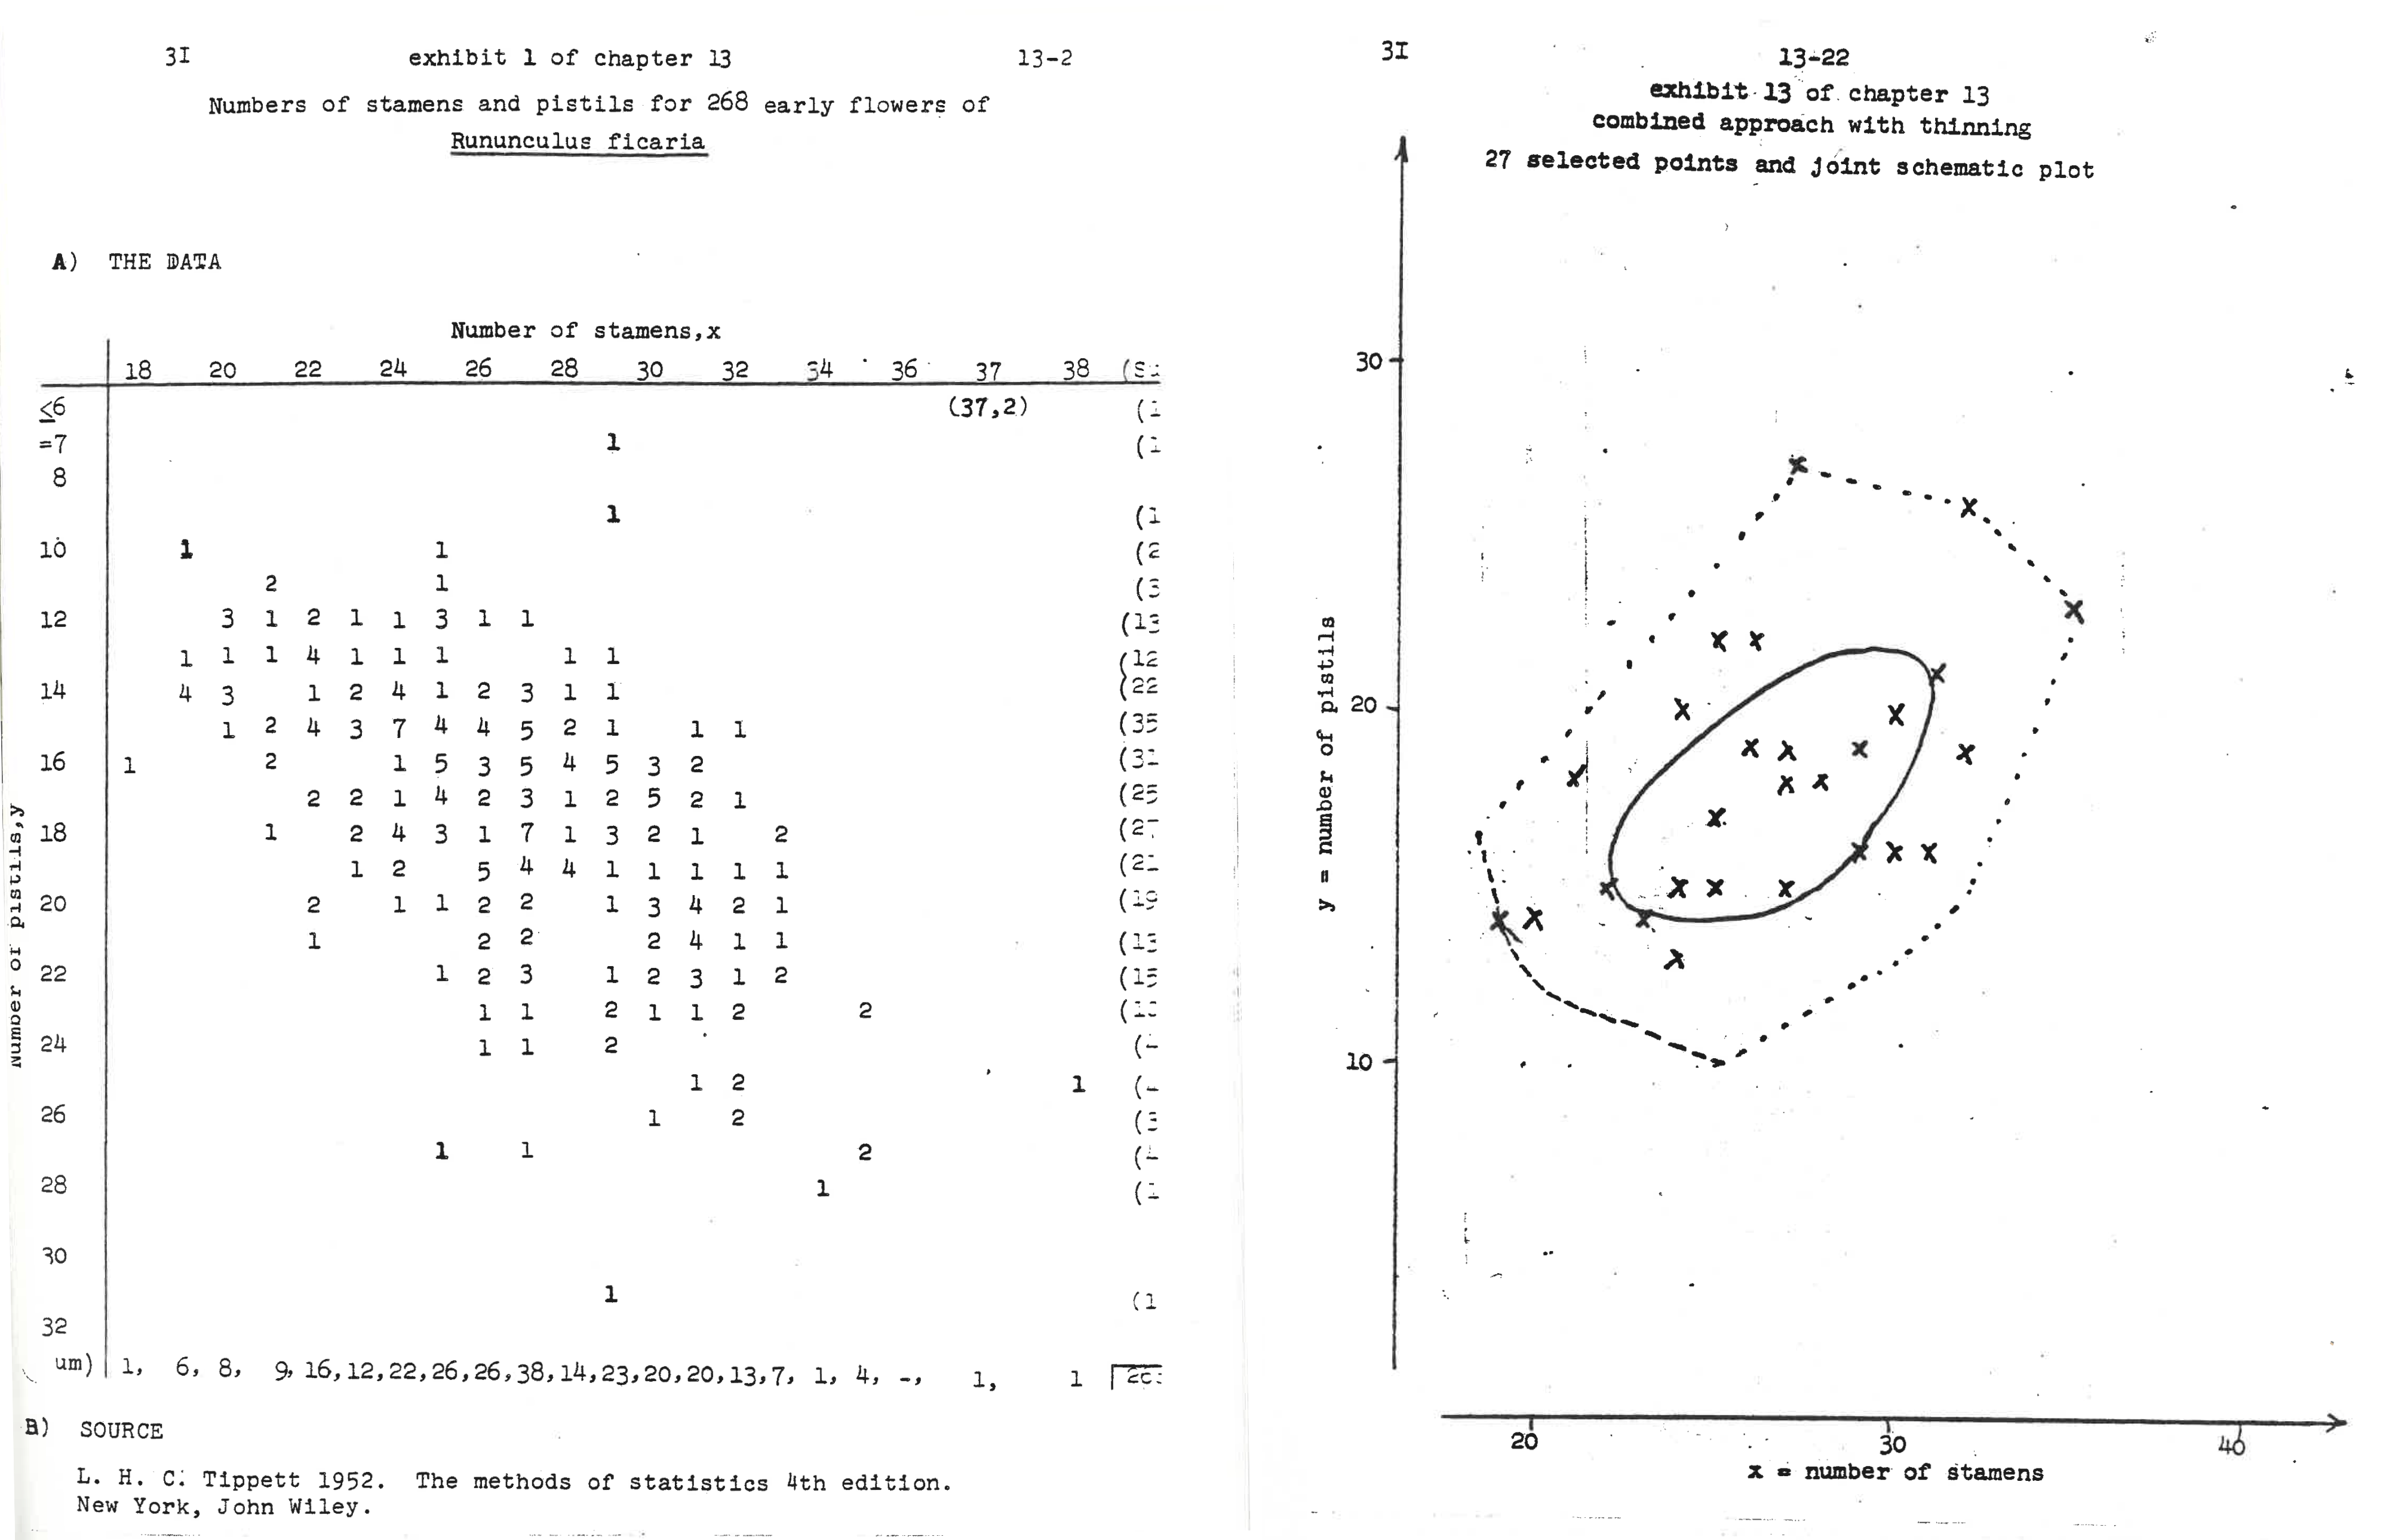 3I exhibit 1 of chapter 13 13-2
Numbers of stamens and pistils for 268 early flowers of
Rununculus ficaria
A) THE DATA
Number of stamens,x
18 20 22 24 26 28 30 32 34 36 37 38
≤6 (37,2)
=7 1
8
1
10 1 1
2 1
12 3 1 2 1 1 3 1 1 (13
1 1 1 4 1 1 1 1 1 (12
14 4 3 1 2 4 1 2 3 1 1 (22
1 2 4 3 7 4 4 5 2 1 1 1 (35
16 1 2 1 5 3 5 4 5 3 2
2 2 1 4 2 3 1 2 5 2 1 (25
18 1 2 4 3 1 7 1 3 2 1 2
1 2 5 4 4 1 1 1 1 1
20 2 1 1 2 2 1 3 4 2 1 (19
1 2 2 2 4 1 1 (13
22 1 2 3 1 2 3 1 2 (15
1 1 2 1 1 2 2
24 1 1 2
1 2 1
26 1 2
1 1 2
28 1
30
1 (1
32
um) 1, 6, 8, 9, 16, 12, 22, 26, 26, 38, 14, 23, 20, 20, 13, 7, 1, 4, -, 1, 1
Number of pistils,y
B) SOURCE
L. H. C. Tippett 1952. The methods of statistics 4th edition.
New York, John Wiley.
3I 13-22
exhibit 13 of chapter 13
combined approach with thinning
27 selected points and joint schematic plot
30
20
10
y = number of pistils
20 30 40
x = number of stamens